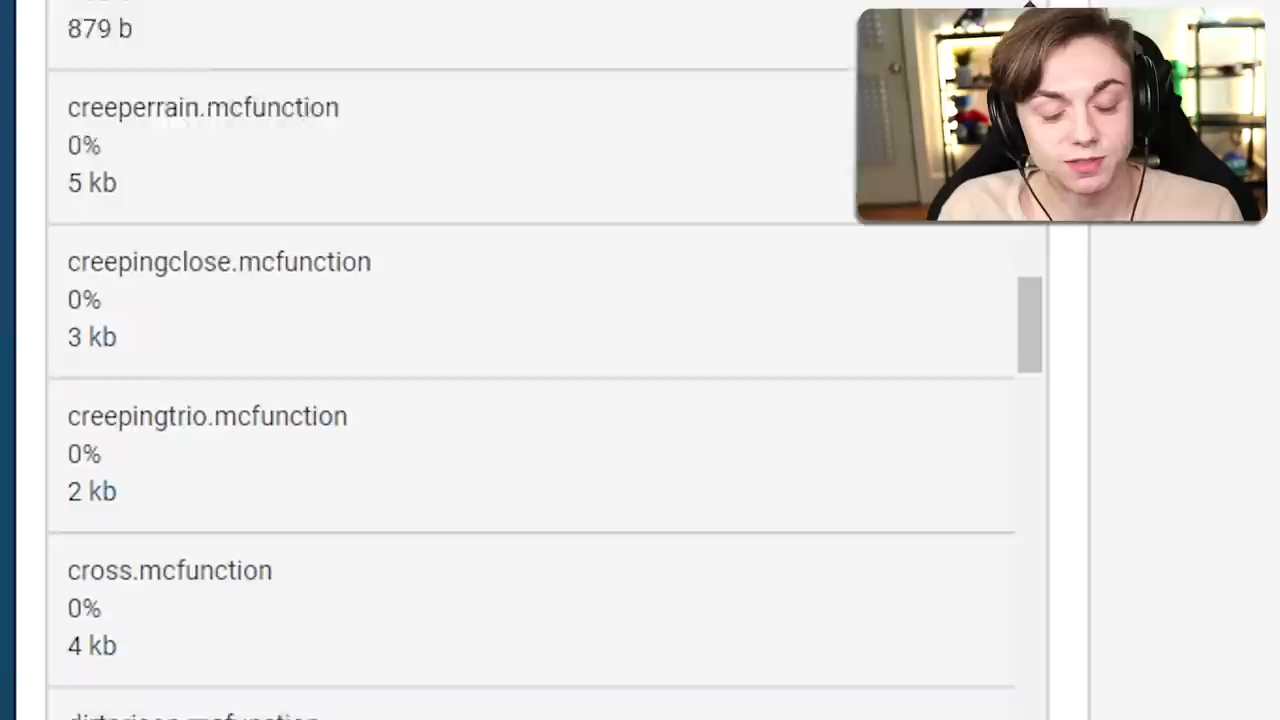 879 b
creeperrain.mcfunction
0%
5 kb
creepingclose.mcfunction
0%
3 kb
creepingtrio.mcfunction
0%
2 kb
cross.mcfunction
0%
4 kb